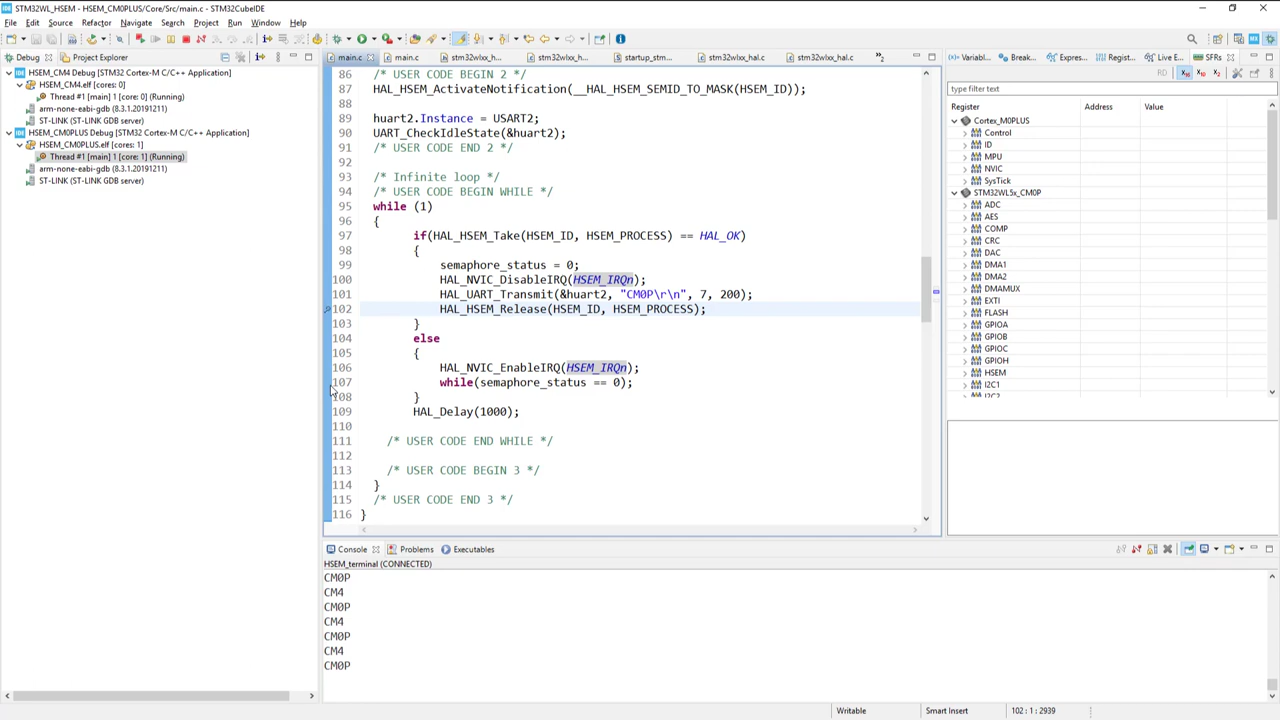 STM32WL_HSEM - HSEM_CM0PLUS/Core/Src/main.c - STM32CubeIDE
File Edit Source Refactor Navigate Search Project Run Window Help
Debug Project Explorer
HSEM_CM4 Debug [STM32 Cortex-M C/C++ Application]
HSEM_CM4.elf [cores: 0]
Thread #1 [main] 1 [core: 0] (Running)
arm-none-eabi-gdb (8.3.1.20191211)
ST-LINK (ST-LINK GDB server)
HSEM_CM0PLUS Debug [STM32 Cortex-M C/C++ Application]
HSEM_CM0PLUS.elf [cores: 1]
Thread #1 [main] 1 [core: 1] (Running)
arm-none-eabi-gdb (8.3.1.20191211)
ST-LINK (ST-LINK GDB server)
main.c main.c stm32wlxx_h... stm32wlxx_h... startup_stm... stm32wlxx_hal.c stm32wlxx_hal.c
86 /* USER CODE BEGIN 2 */
87 HAL_HSEM_ActivateNotification(__HAL_HSEM_SEMID_TO_MASK(HSEM_ID));
88
89 huart2.Instance = USART2;
90 UART_CheckIdleState(&huart2);
91 /* USER CODE END 2 */
92
93 /* Infinite loop */
94 /* USER CODE BEGIN WHILE */
95 while (1)
96 {
97 if(HAL_HSEM_Take(HSEM_ID, HSEM_PROCESS) == HAL_OK)
98 {
99 semaphore_status = 0;
100 HAL_NVIC_DisableIRQ(HSEM_IRQn);
101 HAL_UART_Transmit(&huart2, "CM0P\r\n", 7, 200);
102 HAL_HSEM_Release(HSEM_ID, HSEM_PROCESS);
103 }
104 else
105 {
106 HAL_NVIC_EnableIRQ(HSEM_IRQn);
107 while(semaphore_status == 0);
108 }
109 HAL_Delay(1000);
110
111 /* USER CODE END WHILE */
112
113 /* USER CODE BEGIN 3 */
114 }
115 /* USER CODE END 3 */
116 }
Variabl... Break... Expres... Regist... Live E... SFRs
RD
type filter text
Register Address Value
Cortex_M0PLUS
Control
ID
MPU
NVIC
SysTick
STM32WL5x_CM0P
ADC
AES
COMP
CRC
DAC
DMA1
DMA2
DMAMUX
EXTI
FLASH
GPIOA
GPIOB
GPIOC
GPIOH
HSEM
I2C1
I2C2
Console Problems Executables
HSEM_terminal (CONNECTED)
CM0P
CM4
CM0P
CM4
CM0P
CM4
CM0P
Writable Smart Insert 102 : 1 : 2939